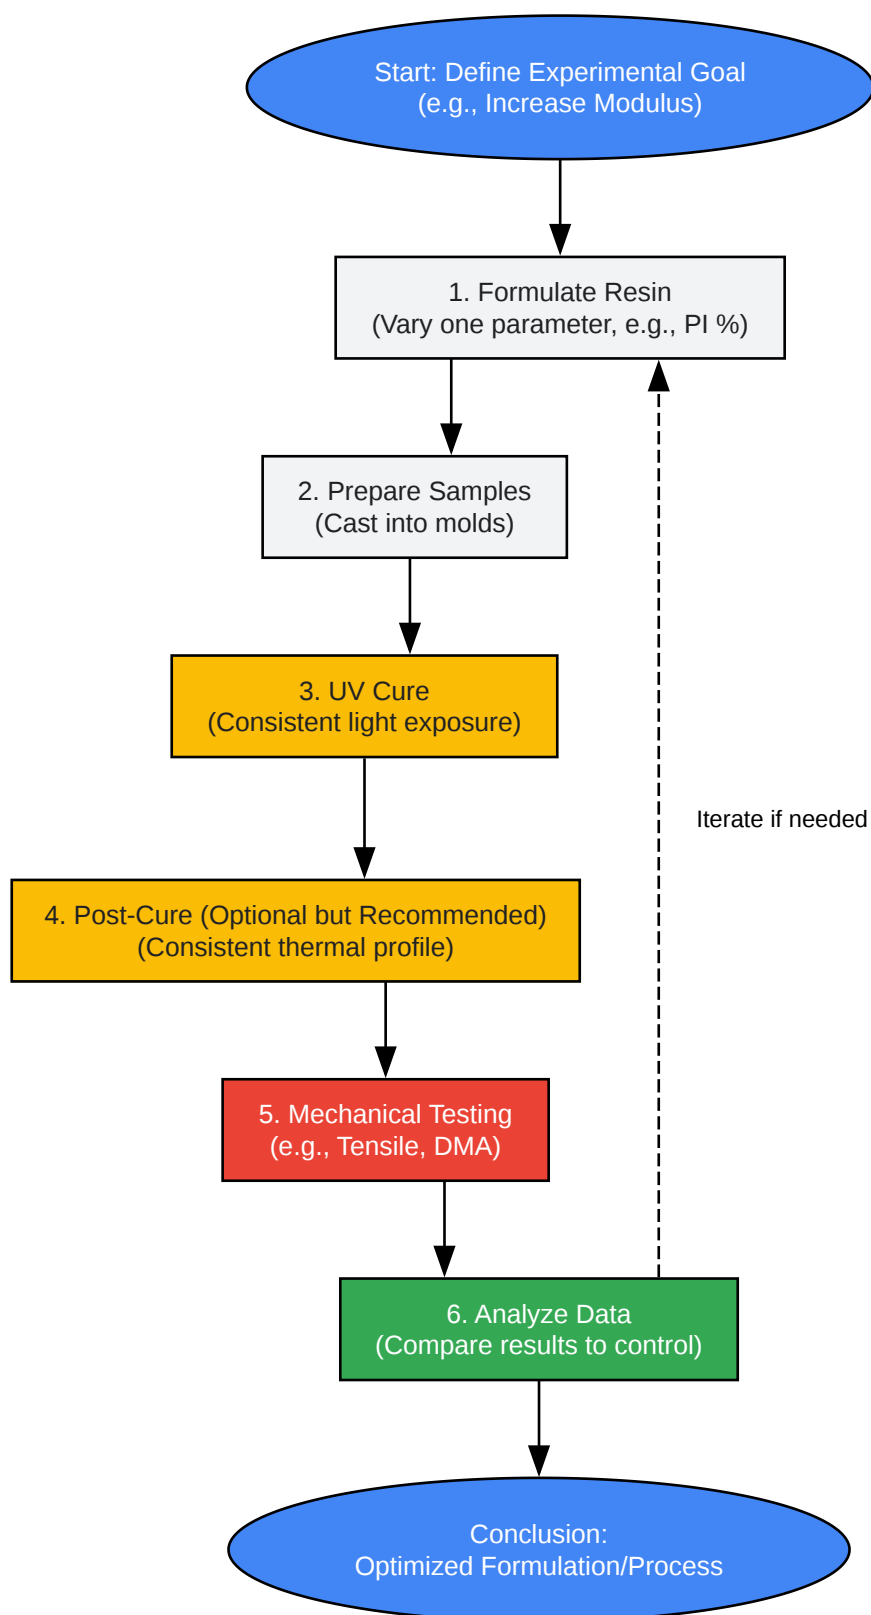 Start: Define Experimental Goal
(e.g., Increase Modulus)
1. Formulate Resin
(Vary one parameter, e.g., PI %)
2. Prepare Samples
(Cast into molds)
3. UV Cure
(Consistent light exposure)
Iterate if needed
4. Post-Cure (Optional but Recommended)
(Consistent thermal profile)
5. Mechanical Testing
(e.g., Tensile, DMA)
6. Analyze Data
(Compare results to control)
Conclusion:
Optimized Formulation/Process